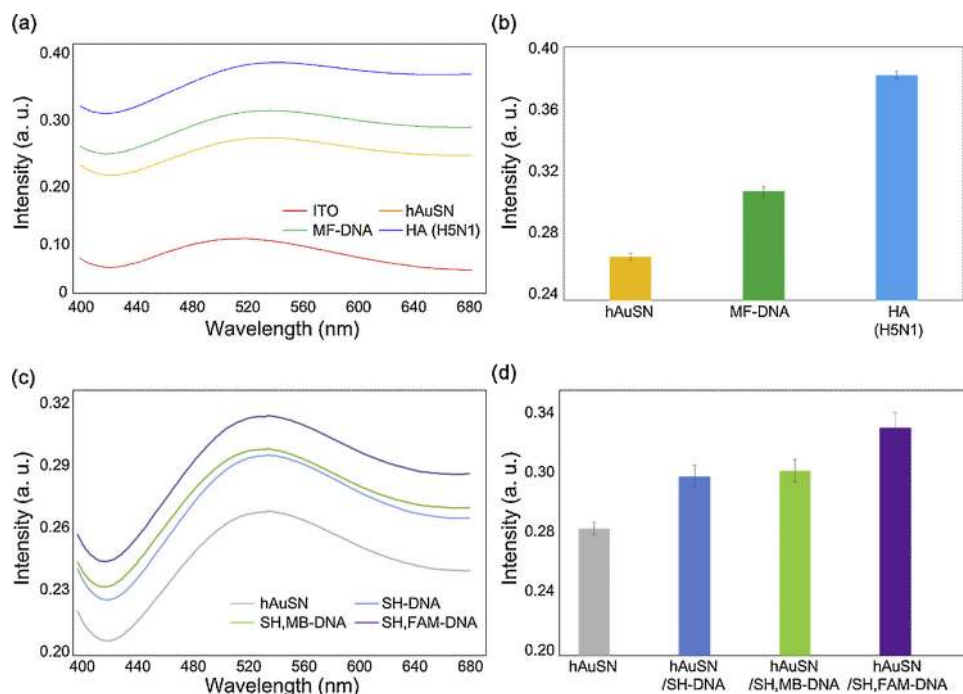 (a)
Intensity (a. u.)
0.40
0.30
0.20
0.10
0
ITO
hAuSN
MF-DNA
HA (H5N1)
400 440 480 520 560 600 640 680
Wavelength (nm)
(b)
Intensity (a. u.)
0.40
0.36
0.32
0.28
0.24
hAuSN
MF-DNA
HA
(H5N1)
(c)
Intensity (a. u.)
0.32
0.29
0.26
0.23
0.20
hAuSN
SH-DNA
SH,MB-DNA
SH,FAM-DNA
400 440 480 520 560 600 640 680
Wavelength (nm)
(d)
Intensity (a. u.)
0.34
0.30
0.28
0.24
0.20
hAuSN
hAuSN
/SH-DNA
hAuSN
/SH,MB-DNA
hAuSN
/SH,FAM-DNA